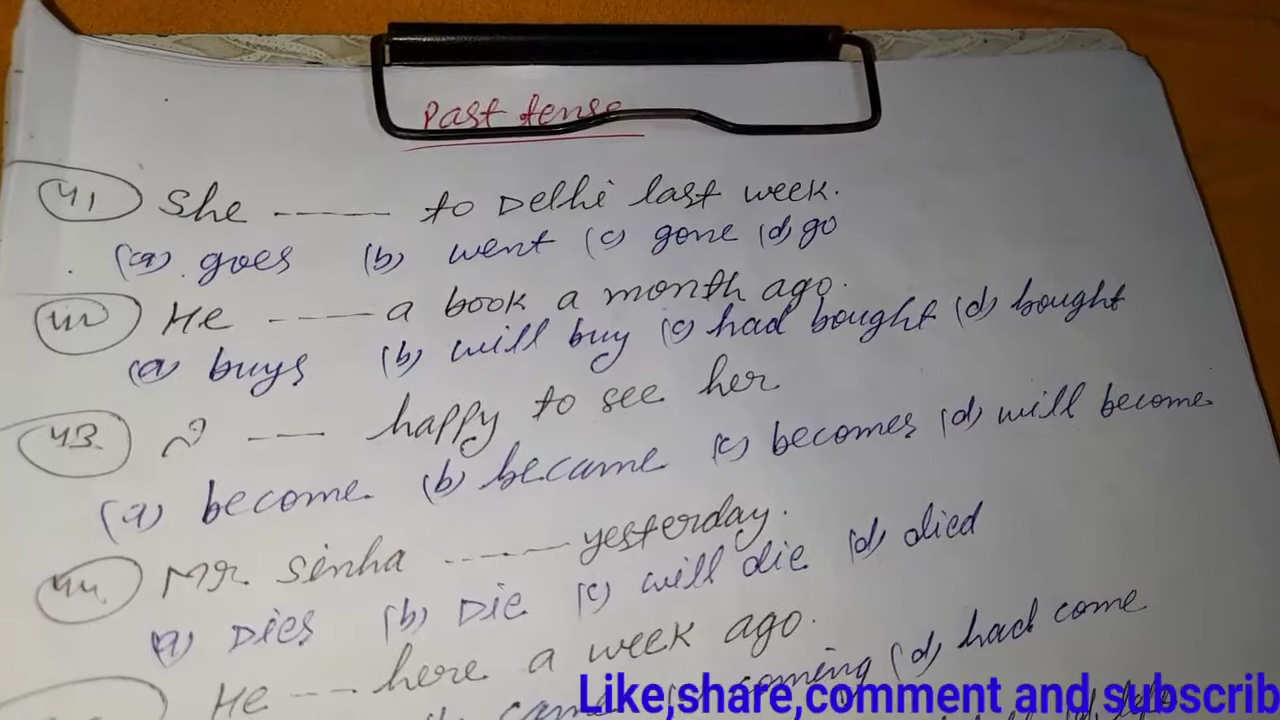 Past tense
41 She ------ to Delhi last week.
(a) goes (b) went (c) gone (d) go
42 He ------ a book a month ago.
(a) buys (b) will buy (c) had bought (d) bought
43. I ---- happy to see her
(a) become (b) became (c) becomes (d) will become
44. Mr. Sinha ------ yesterday.
(a) Dies (b) Die (c) will die (d) died
He ---- here a week ago.
came coming (d) had come
Like,share,comment and subscrib